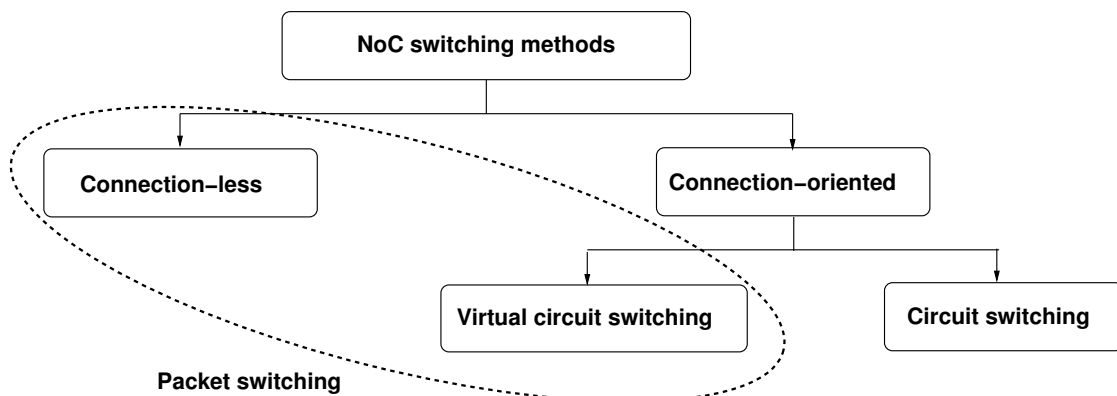 NoC switching methods
Connection−less
Connection−oriented
Virtual circuit switching
Circuit switching
Packet switching